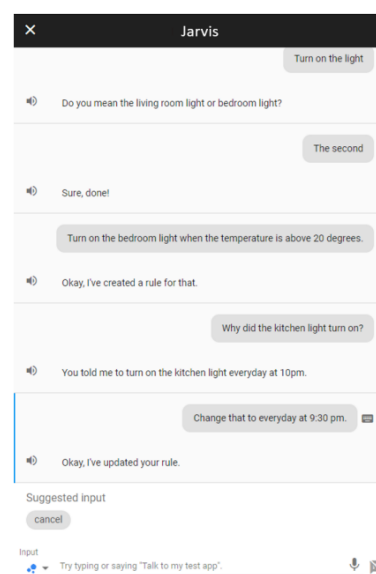 Jarvis
Turn on the light
Do you mean the living room light or bedroom light?
The second
Sure, done!
Turn on the bedroom light when the temperature is above 20 degrees.
Okay, I've created a rule for that.
Why did the kitchen light turn on?
You told me to turn on the kitchen light everyday at 10pm.
Change that to everyday at 9:30 pm.
Okay, I've updated your rule.
Suggested input
cancel
Input
Try typing or saying "Talk to my test app".